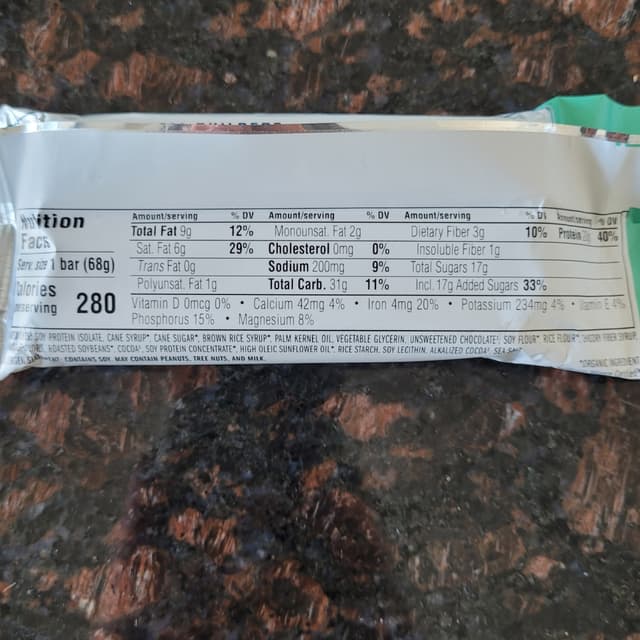 BUILDERS
Nutrition
Facts
Serv. size 1 bar (68g)
Calories
per serving 280
Amount/serving % DV
Total Fat 9g 12%
Sat. Fat 6g 29%
Trans Fat 0g
Polyunsat. Fat 1g
Amount/serving % DV
Monounsat. Fat 2g
Cholesterol 0mg 0%
Sodium 200mg 9%
Total Carb. 31g 11%
Amount/serving % DV
Dietary Fiber 3g 10%
Insoluble Fiber 1g
Total Sugars 17g
Incl. 17g Added Sugars 33%
Amount/serving % DV
Protein 40%
Vitamin D 0mcg 0% • Calcium 42mg 4% • Iron 4mg 20% • Potassium 234mg 4% • Vitamin E
Phosphorus 15% • Magnesium 8%
SOY PROTEIN ISOLATE, CANE SYRUP*, CANE SUGAR*, BROWN RICE SYRUP*, PALM KERNEL OIL, VEGETABLE GLYCERIN, UNSWEETENED CHOCOLATE‡, SOY FLOUR*, RICE FLOUR*, CHICORY FIBER SYRUP*
ROASTED SOYBEANS*, COCOA‡, SOY PROTEIN CONCENTRATE*, HIGH OLEIC SUNFLOWER OIL*, RICE STARCH, SOY LECITHIN, ALKALIZED COCOA‡, SEA
CONTAINS SOY. MAY CONTAIN PEANUTS, TREE NUTS, AND MILK.
*ORGANIC